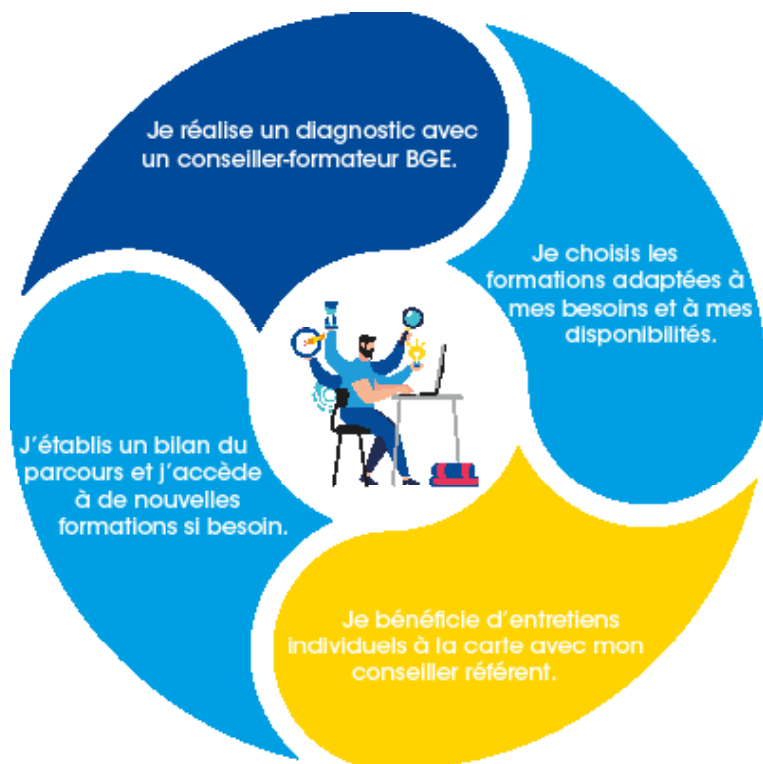 Je réalise un diagnostic avec
un conseiller-formateur BGE.
Je choisis les
formations adaptées à
mes besoins et à mes
disponibilités.
Je bénéficie d'entretiens
individuels à la carte avec mon
conseiller référent.
J'établis un bilan du
parcours et j'accède
à de nouvelles
formations si besoin.